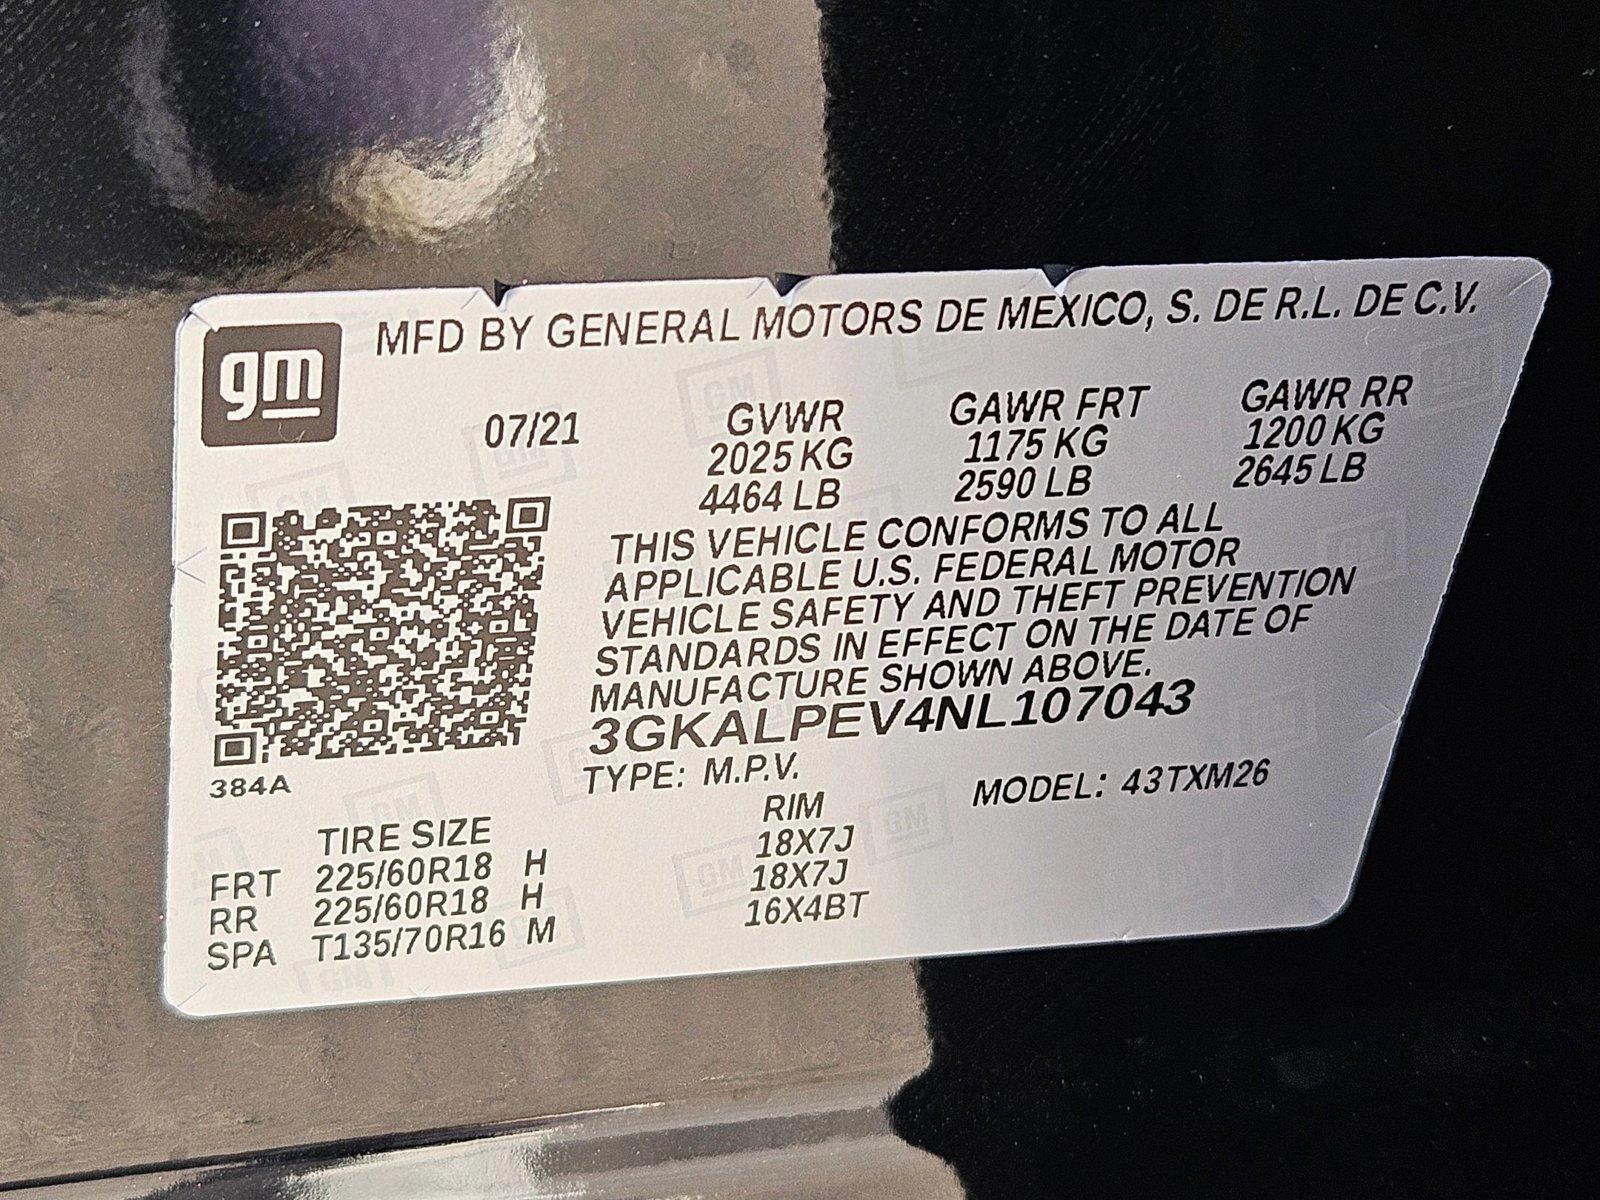 gm
MFD BY GENERAL MOTORS DE MEXICO, S. DE R.L. DE C.V.
07/21 GVWR GAWR FRT GAWR RR
2025 KG 1175 KG 1200 KG
4464 LB 2590 LB 2645 LB
THIS VEHICLE CONFORMS TO ALL
APPLICABLE U.S. FEDERAL MOTOR
VEHICLE SAFETY AND THEFT PREVENTION
STANDARDS IN EFFECT ON THE DATE OF
MANUFACTURE SHOWN ABOVE.
3GKALPEV4NL107043
384A
TYPE: M.P.V. MODEL: 43TXM26
TIRE SIZE RIM
FRT 225/60R18 H 18X7J
RR 225/60R18 H 18X7J
SPA T135/70R16 M 16X4BT